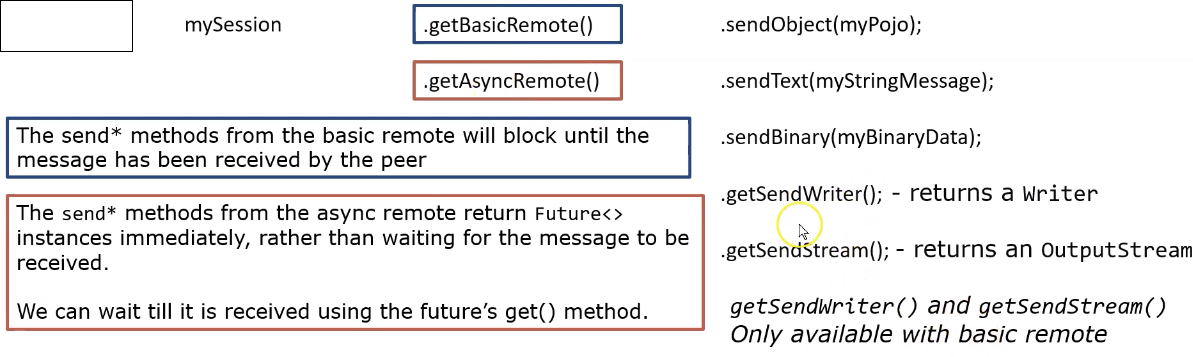 mySession .getBasicRemote() .sendObject(myPojo);
.getAsyncRemote() .sendText(myStringMessage);
The send* methods from the basic remote will block until the
message has been received by the peer
.sendBinary(myBinaryData);
.getSendWriter(); - returns a Writer
The send* methods from the async remote return Future<>
instances immediately, rather than waiting for the message to be
received.
We can wait till it is received using the future’s get() method.
.getSendStream(); - returns an OutputStream
getSendWriter() and getSendStream()
Only available with basic remote